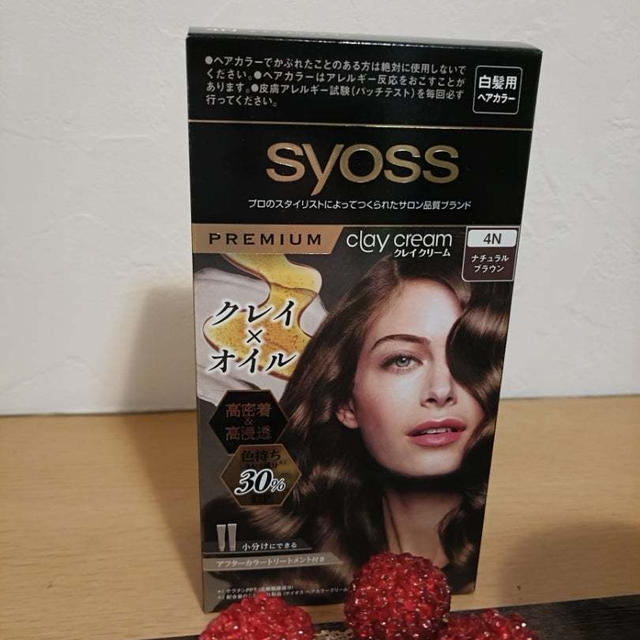 ●ヘアカラーでかぶれたことのある方は絶対に使用しないで
ください。●ヘアカラーはアレルギー反応をおこすことが
あります。●皮膚アレルギー試験(パッチテスト)を毎回必ず
行ってください。
白髪用
ヘアカラー
syoss
プロのスタイリストによってつくられたサロン品質ブランド
PREMIUM
clay cream
クレイクリーム
4N
ナチュラル
ブラウン
クレイ
×
オイル
高密着
&
高浸透
色持ち
30%
小分けにできる
アフターカラートリートメント付き